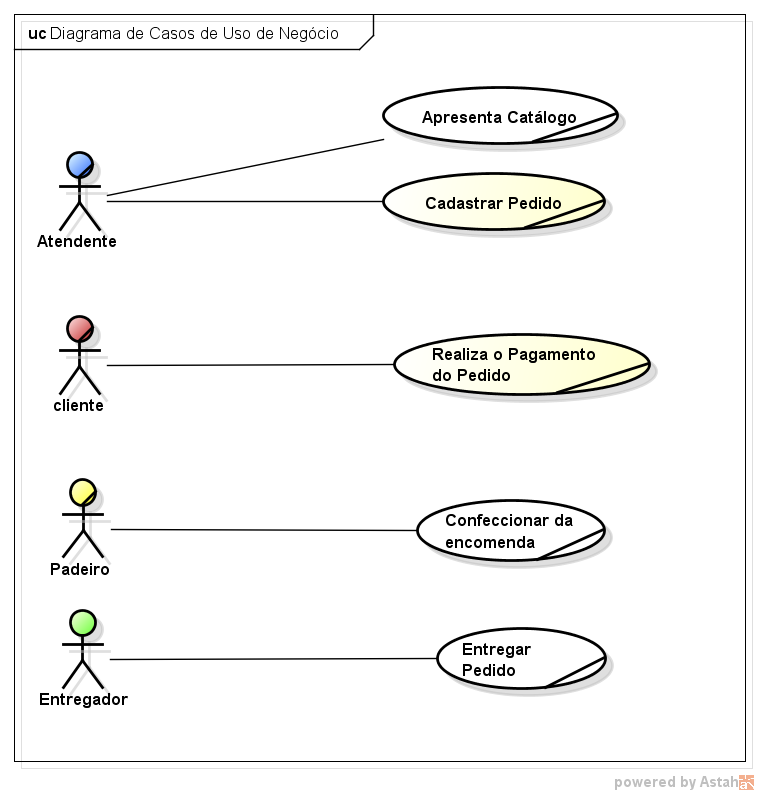 uc Diagrama de Casos de Uso de Negócio
Apresenta Catálogo
Atendente
Cadastrar Pedido
cliente
Realiza o Pagamento
do Pedido
Padeiro
Confeccionar da
encomenda
Entregador
Entregar
Pedido
powered by Astah